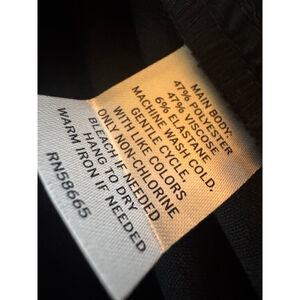 MAIN BODY:
47% POLYESTER
47% VISCOSE
6% ELASTANE
MACHINE WASH COLD,
GENTLE CYCLE,
WITH LIKE COLORS
ONLY NON-CHLORINE
BLEACH IF NEEDED
HANG TO DRY
WARM IRON IF NEEDED
RN58665